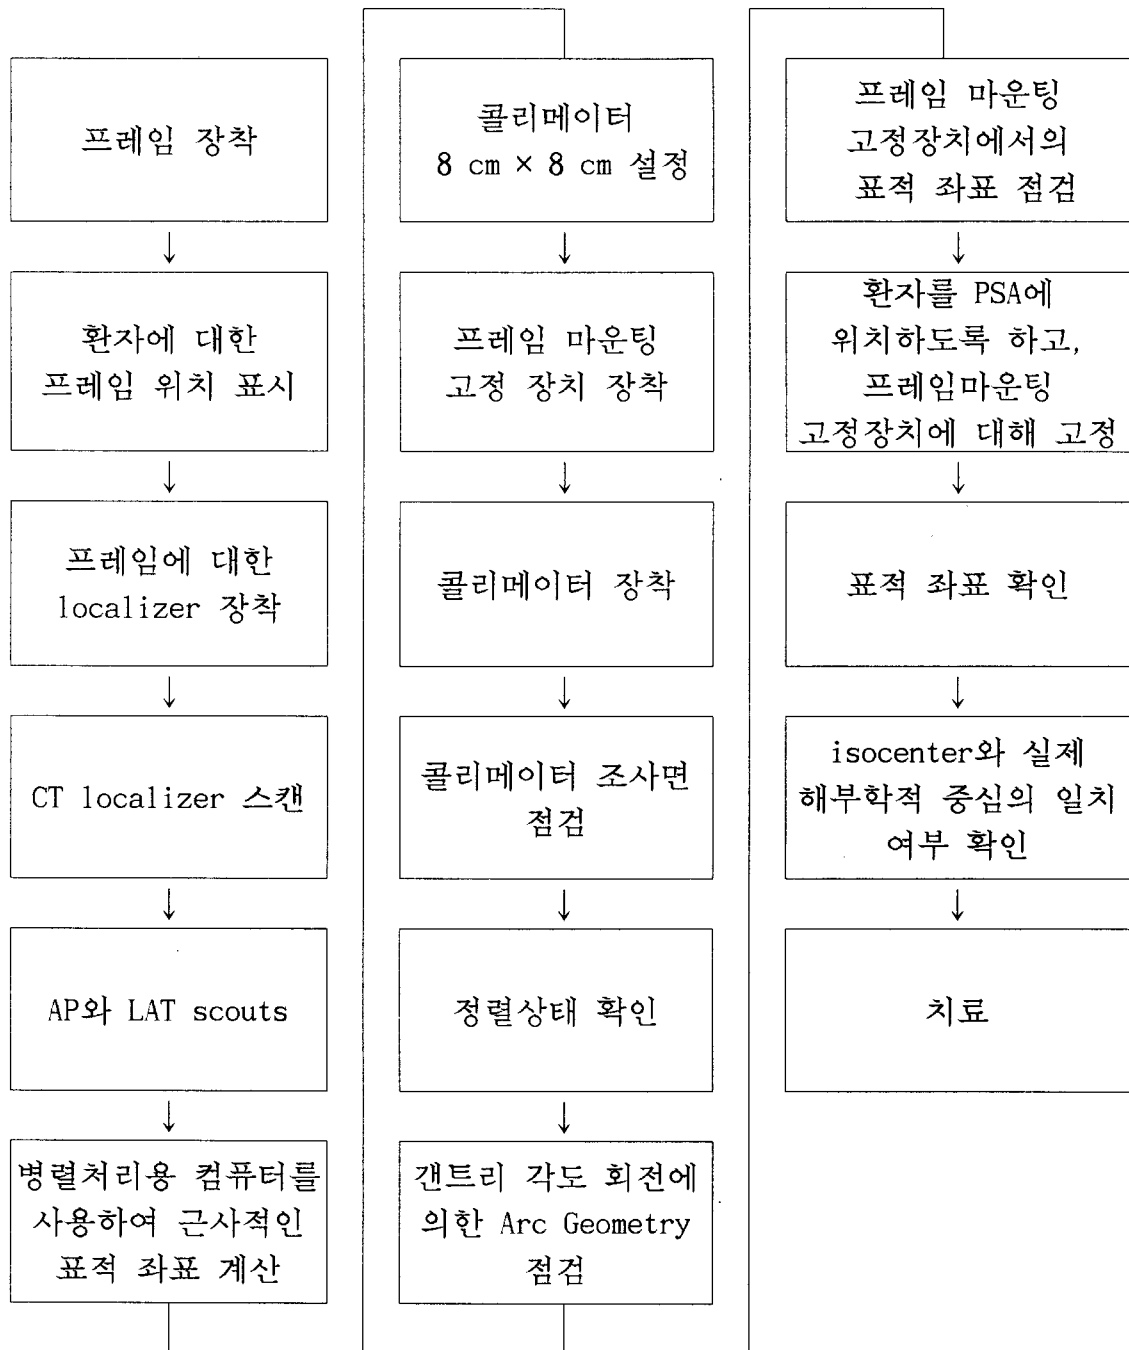 프레임 장착
환자에 대한
프레임 위치 표시
프레임에 대한
localizer 장착
CT localizer 스캔
AP와 LAT scouts
병렬처리용 컴퓨터를
사용하여 근사적인
표적 좌표 계산
콜리메이터
8 cm × 8 cm 설정
프레임 마운팅
고정 장치 장착
콜리메이터 장착
콜리메이터 조사면
점검
정렬상태 확인
갠트리 각도 회전에
의한 Arc Geometry
점검
프레임 마운팅
고정장치에서의
표적 좌표 점검
환자를 PSA에
위치하도록 하고,
프레임마운팅
고정장치에 대해 고정
표적 좌표 확인
isocenter와 실제
해부학적 중심의 일치
여부 확인
치료